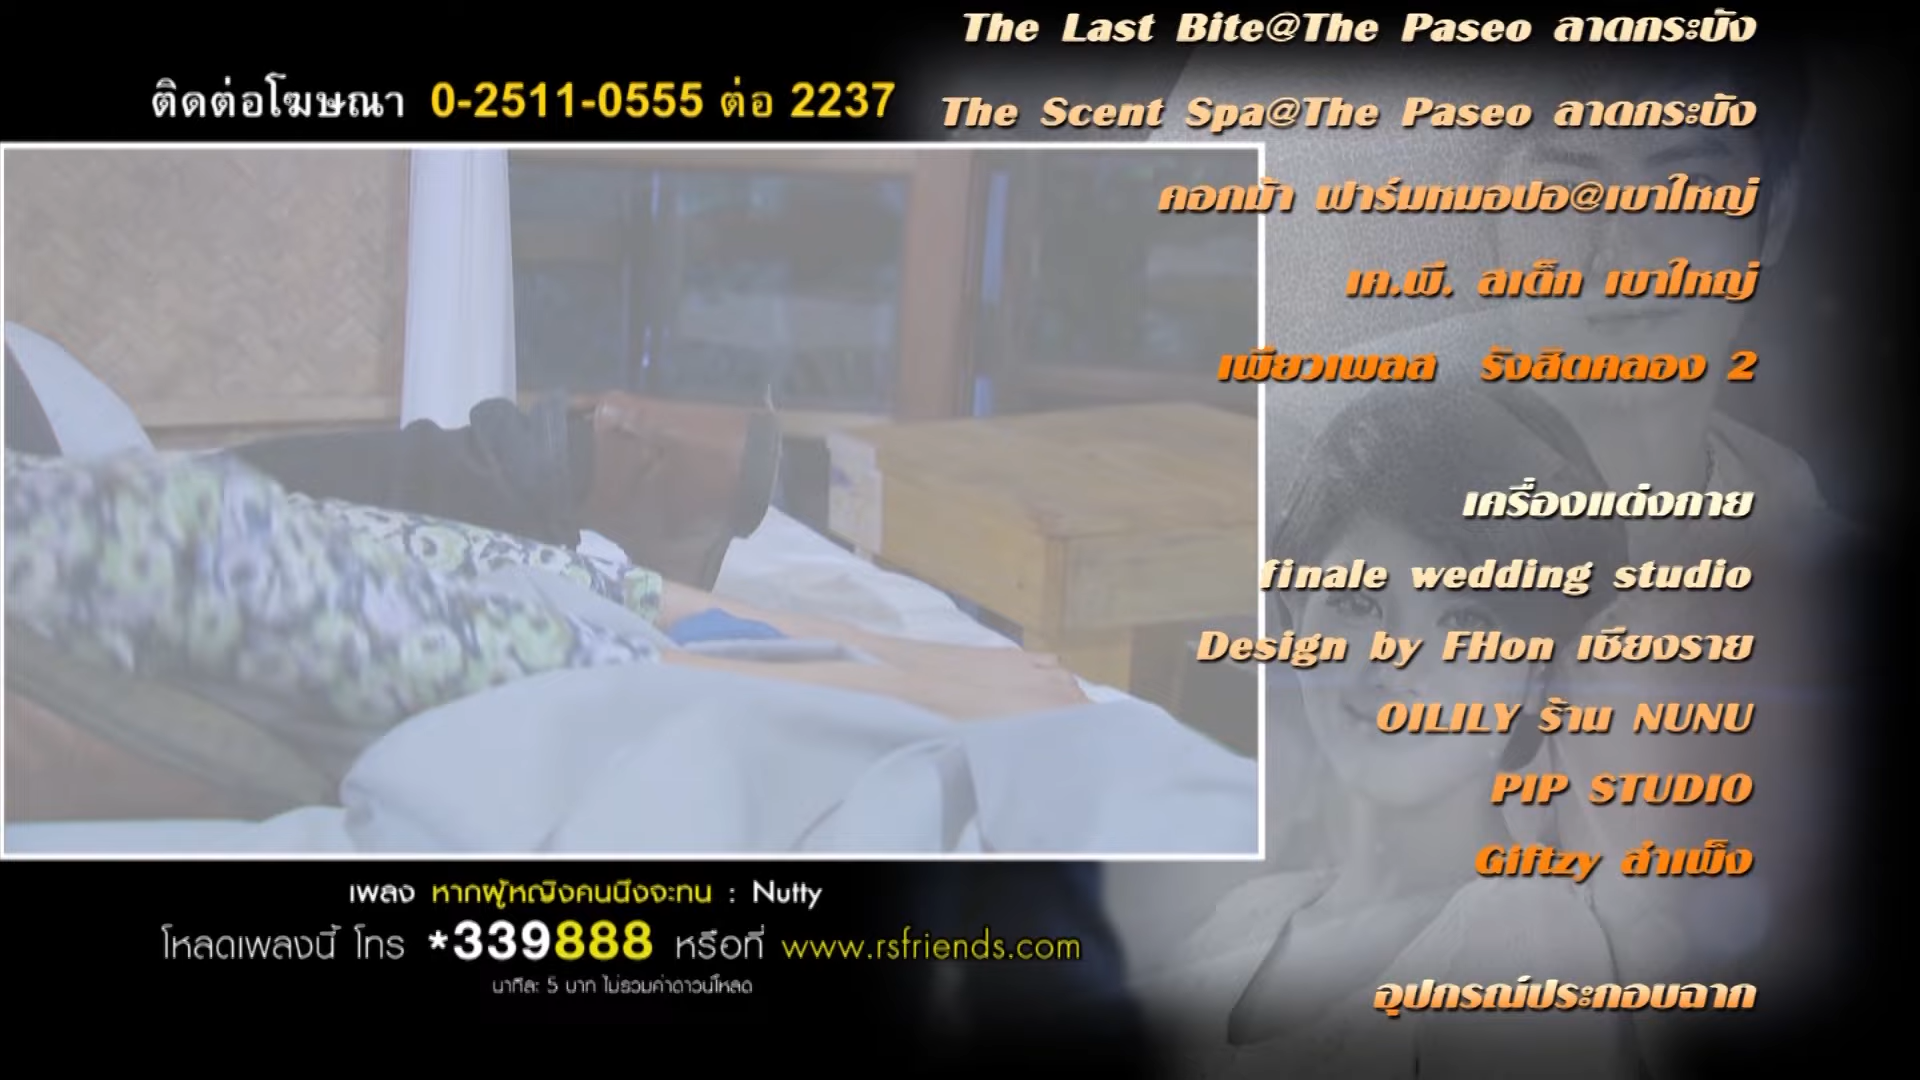 ติดต่อโฆษณา 0-2511-0555 ต่อ 2237
The Last Bite@The Paseo ลาดกระบัง
The Scent Spa@The Paseo ลาดกระบัง
คอกม้า ฟาร์มหมอปอ@เขาใหญ่
เค.พี. สเต็ก เขาใหญ่
เพียวเพลส รังสิตคลอง 2
เครื่องแต่งกาย
finale wedding studio
Design by FHon เชียงราย
OILILY ร้าน NUNU
PIP STUDIO
Giftzy สำเพ็ง
อุปกรณ์ประกอบฉาก
เพลง หากผู้หญิงคนนึงจะทน : Nutty
โหลดเพลงนี้ โทร *339888 หรือที่ www.rsfriends.com
นาทีละ 5 บาท ไม่รวมค่าดาวน์โหลด